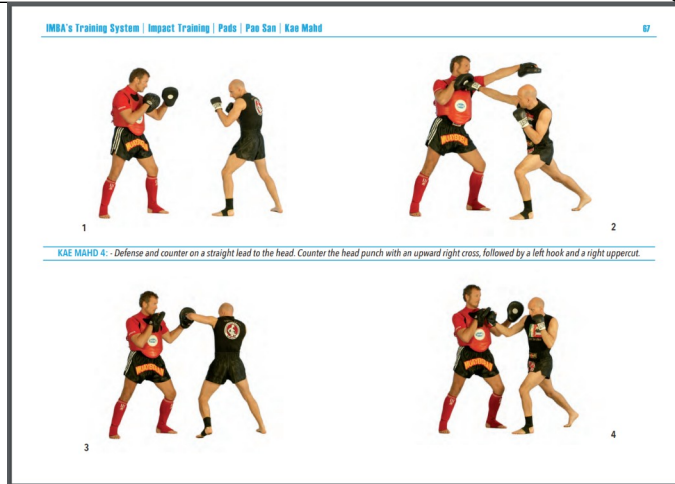 IMBA's Training System | Impact Training | Pads | Pao San | Kae Mahd 67
1
2
KAE MAHD 4: - Defense and counter on a straight lead to the head. Counter the head punch with an upward right cross, followed by a left hook and a right uppercut.
3
4